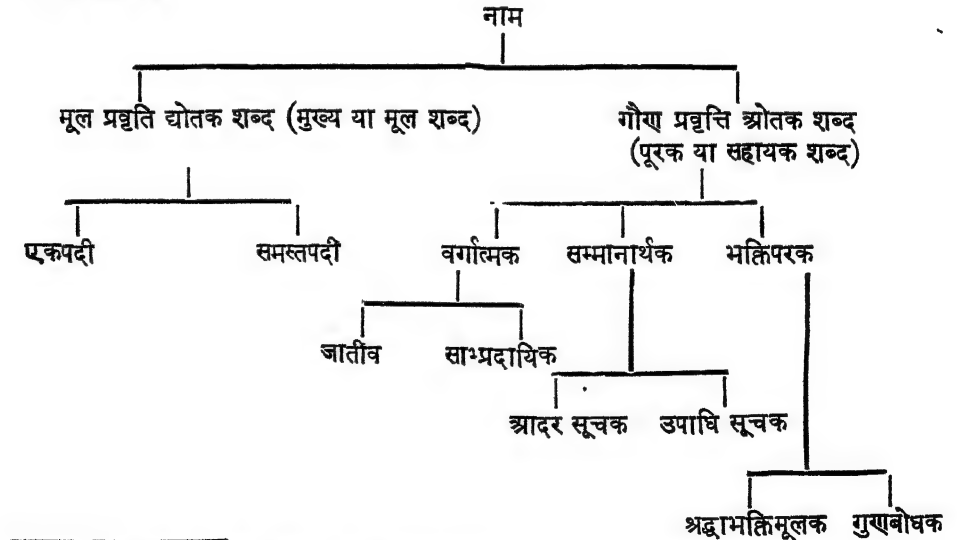 नाम
मूल प्रवृति द्योतक शब्द (मुख्य या मूल शब्द)
गौण प्रवृत्ति श्रोतक शब्द
(पूरक या सहायक शब्द)
एकपदी समस्तपदी वर्गात्मक सम्मानार्थक भक्तिपरक
जातीव साम्प्रदायिक
आदर सूचक उपाधि सूचक
श्रद्धाभक्तिमूलक गुणबोधक